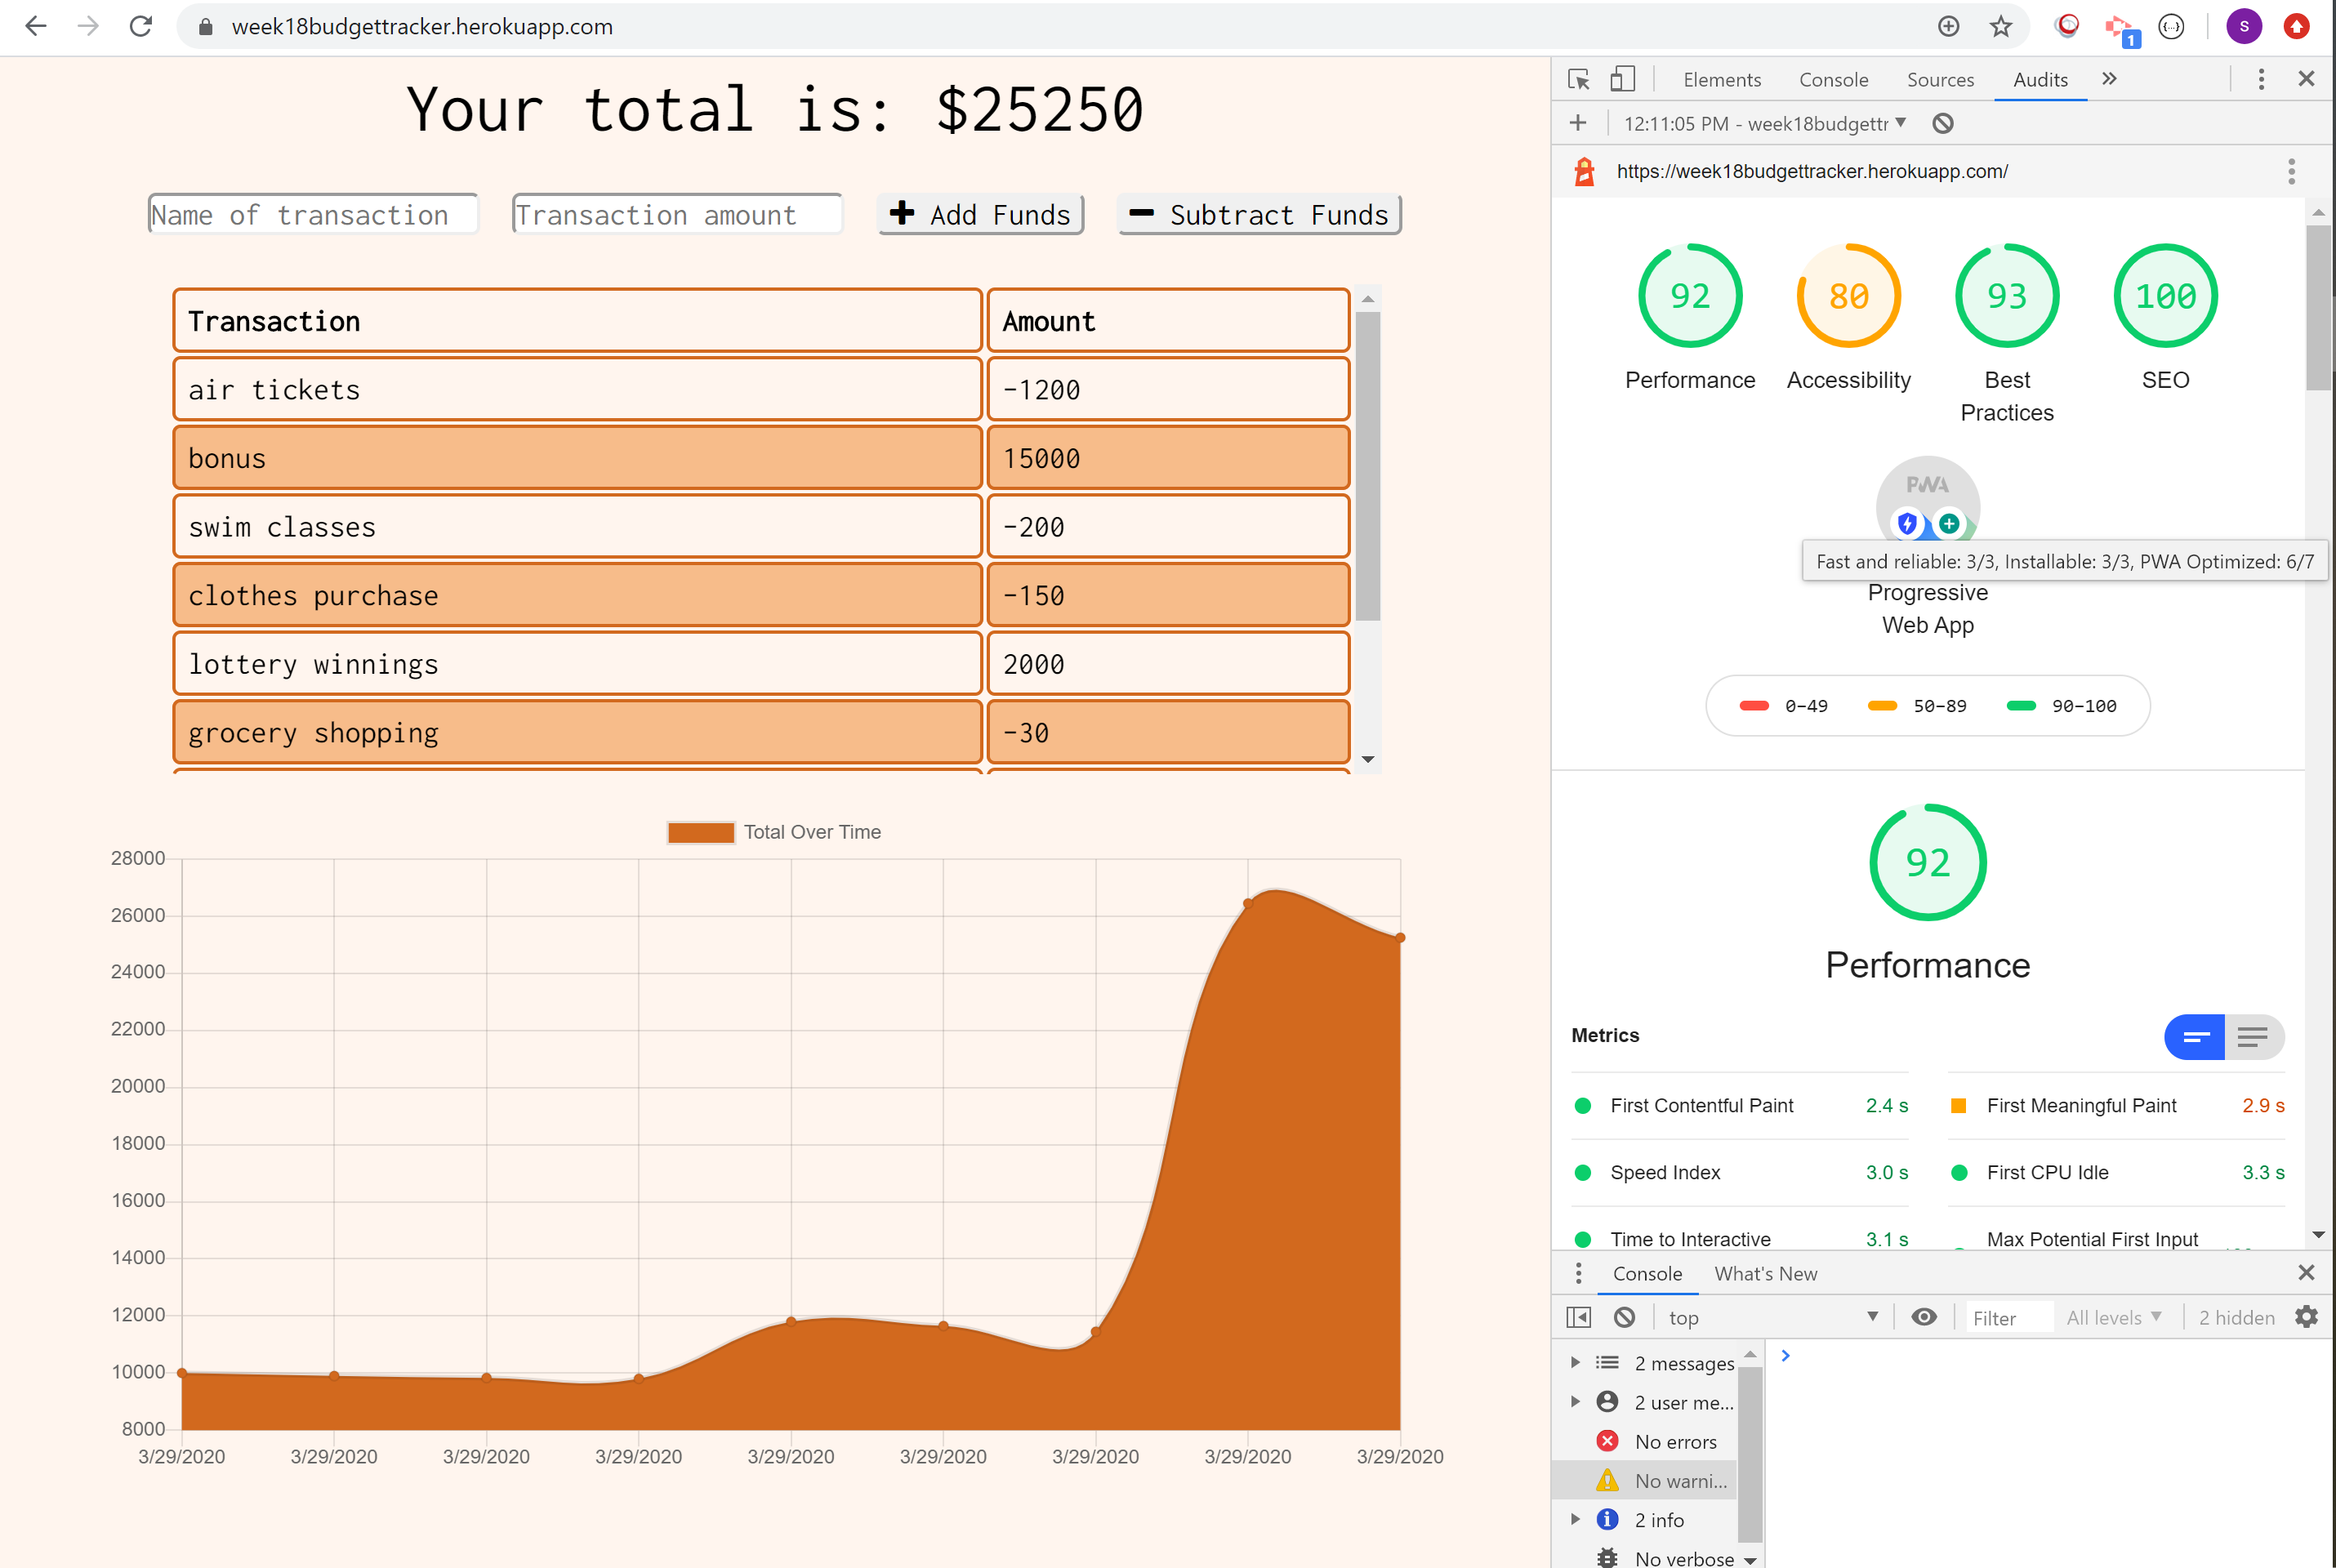 week18budgettracker.herokuapp.com
1
S
Your total is: $25250
Name of transaction
Transaction amount
Add Funds
Subtract Funds
Transaction Amount
air tickets -1200
bonus 15000
swim classes -200
clothes purchase -150
lottery winnings 2000
grocery shopping -30
Total Over Time
28000
26000
24000
22000
20000
18000
16000
14000
12000
10000
8000
3/29/2020 3/29/2020 3/29/2020 3/29/2020 3/29/2020 3/29/2020 3/29/2020 3/29/2020 3/29/2020
Elements Console Sources Audits
12:11:05 PM - week18budgettr
https://week18budgettracker.herokuapp.com/
92 80 93 100
Performance Accessibility Best SEO
Practices
PWA
Fast and reliable: 3/3, Installable: 3/3, PWA Optimized: 6/7
Progressive
Web App
0–49 50–89 90–100
92
Performance
Metrics
First Contentful Paint 2.4 s First Meaningful Paint 2.9 s
Speed Index 3.0 s First CPU Idle 3.3 s
Time to Interactive 3.1 s Max Potential First Input
Console What's New
top Filter All levels 2 hidden
2 messages
2 user me...
No errors
No warni...
2 info
No verbose